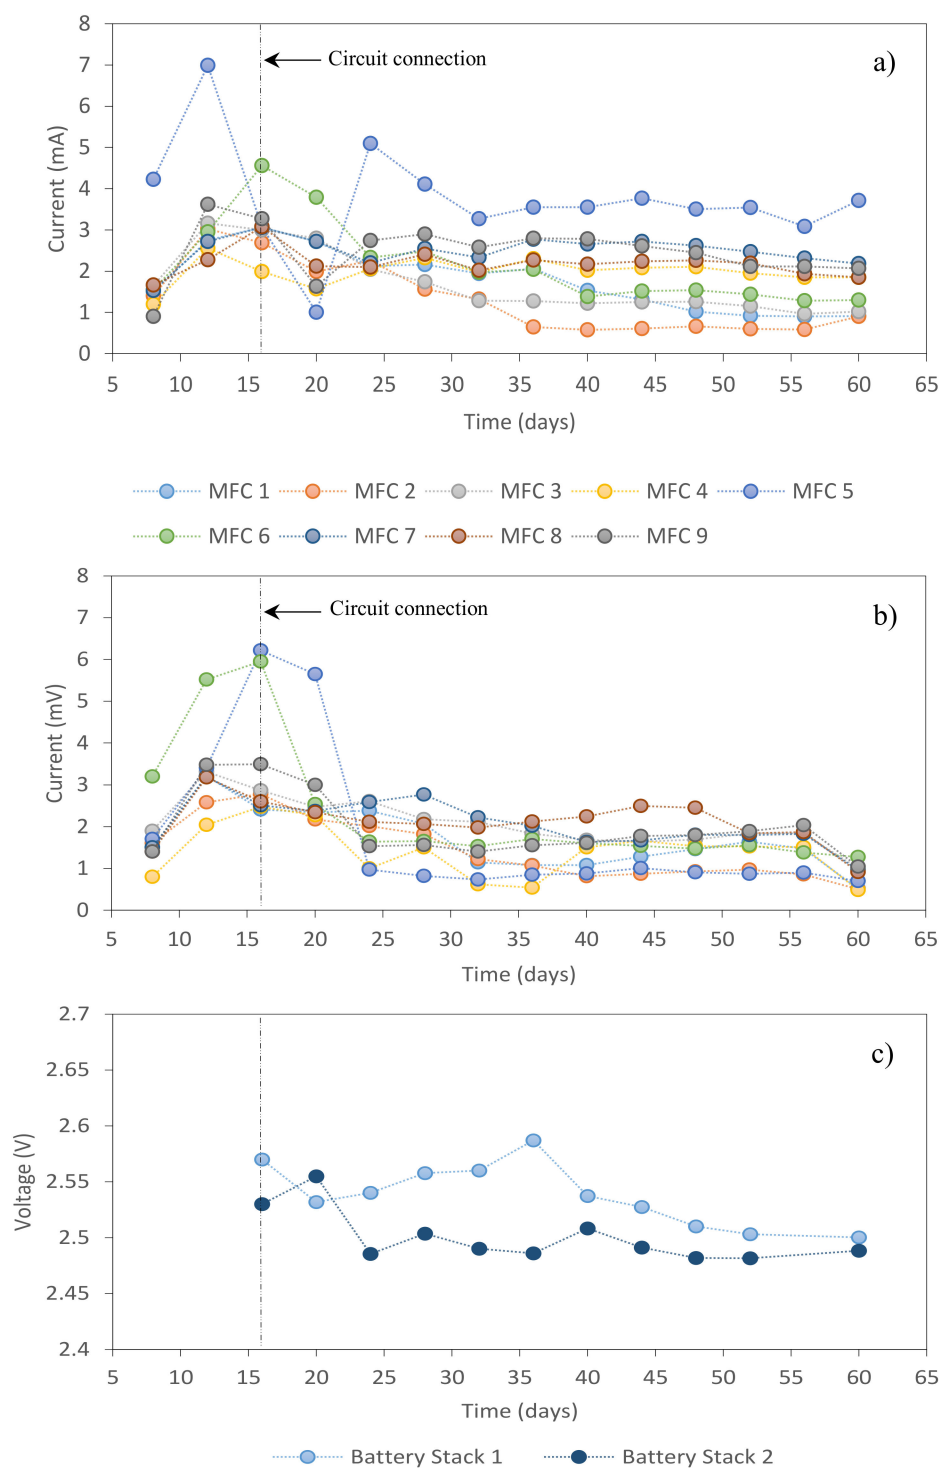 8
7
6
5
4
3
2
1
0
Current (mA)
Circuit connection
a)
5 10 15 20 25 30 35 40 45 50 55 60 65
Time (days)
MFC 1 MFC 2 MFC 3 MFC 4 MFC 5
MFC 6 MFC 7 MFC 8 MFC 9
8
7
6
5
4
3
2
1
0
Current (mV)
Circuit connection
b)
5 10 15 20 25 30 35 40 45 50 55 60 65
Time (days)
2.7
2.65
2.6
2.55
2.5
2.45
2.4
Voltage (V)
c)
5 10 15 20 25 30 35 40 45 50 55 60 65
Time (days)
Battery Stack 1 Battery Stack 2